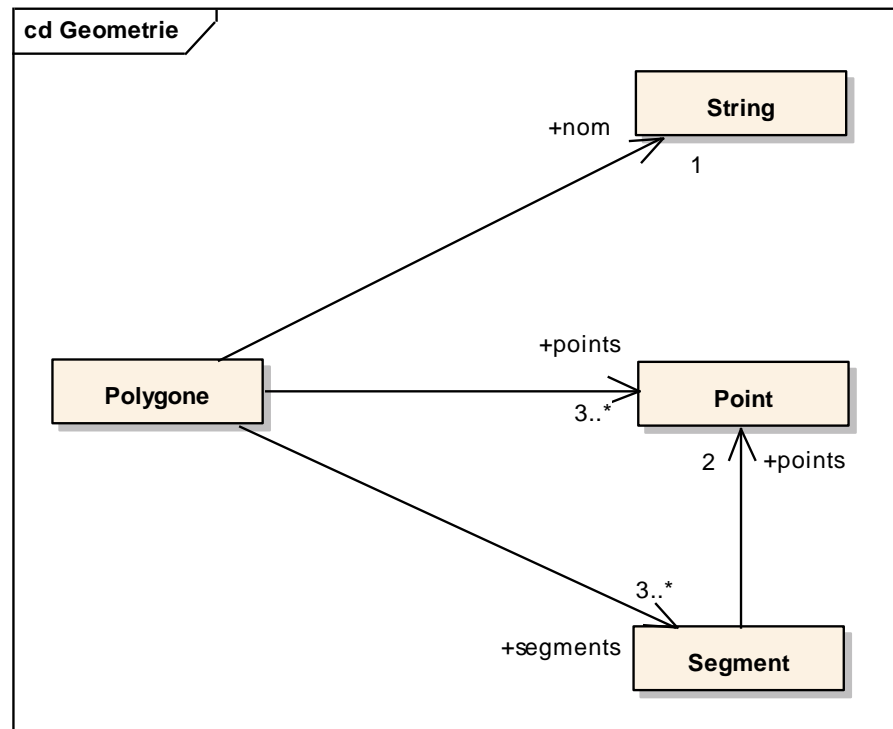 cd Geometrie
String
+nom
1
+points
Polygone
Point
3..*
2
+points
3..*
+segments
Segment